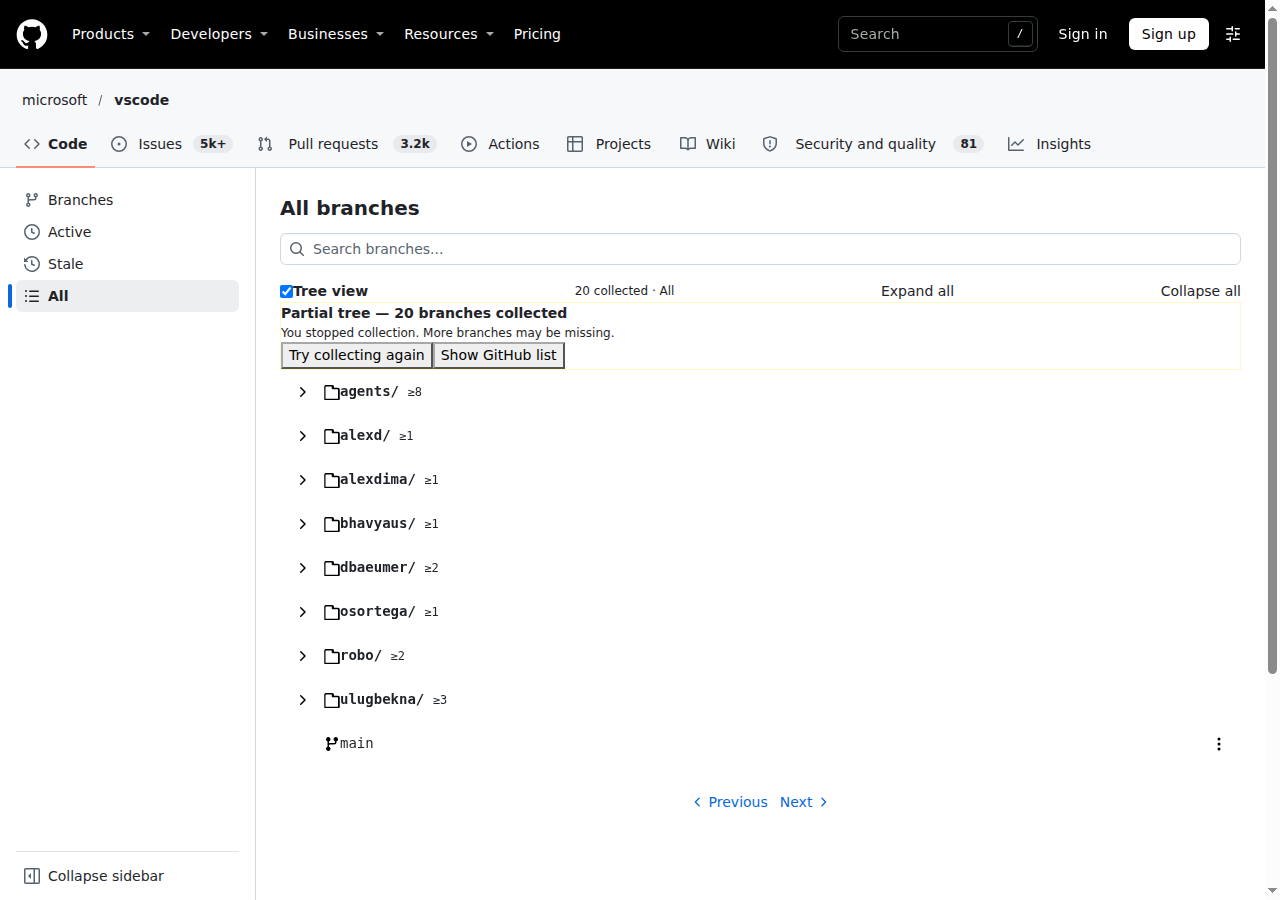 Products Developers Businesses Resources Pricing Search / Sign in Sign up
microsoft / vscode
Code Issues 5k+ Pull requests 3.2k Actions Projects Wiki Security and quality 81 Insights
Branches
Active
Stale
All
Collapse sidebar
All branches
Search branches...
Tree view 20 collected · All Expand all Collapse all
Partial tree — 20 branches collected
You stopped collection. More branches may be missing.
Try collecting again Show GitHub list
agents/ ≥8
alexd/ ≥1
alexdima/ ≥1
bhavyaus/ ≥1
dbaeumer/ ≥2
osortega/ ≥1
robo/ ≥2
ulugbekna/ ≥3
main
Previous Next